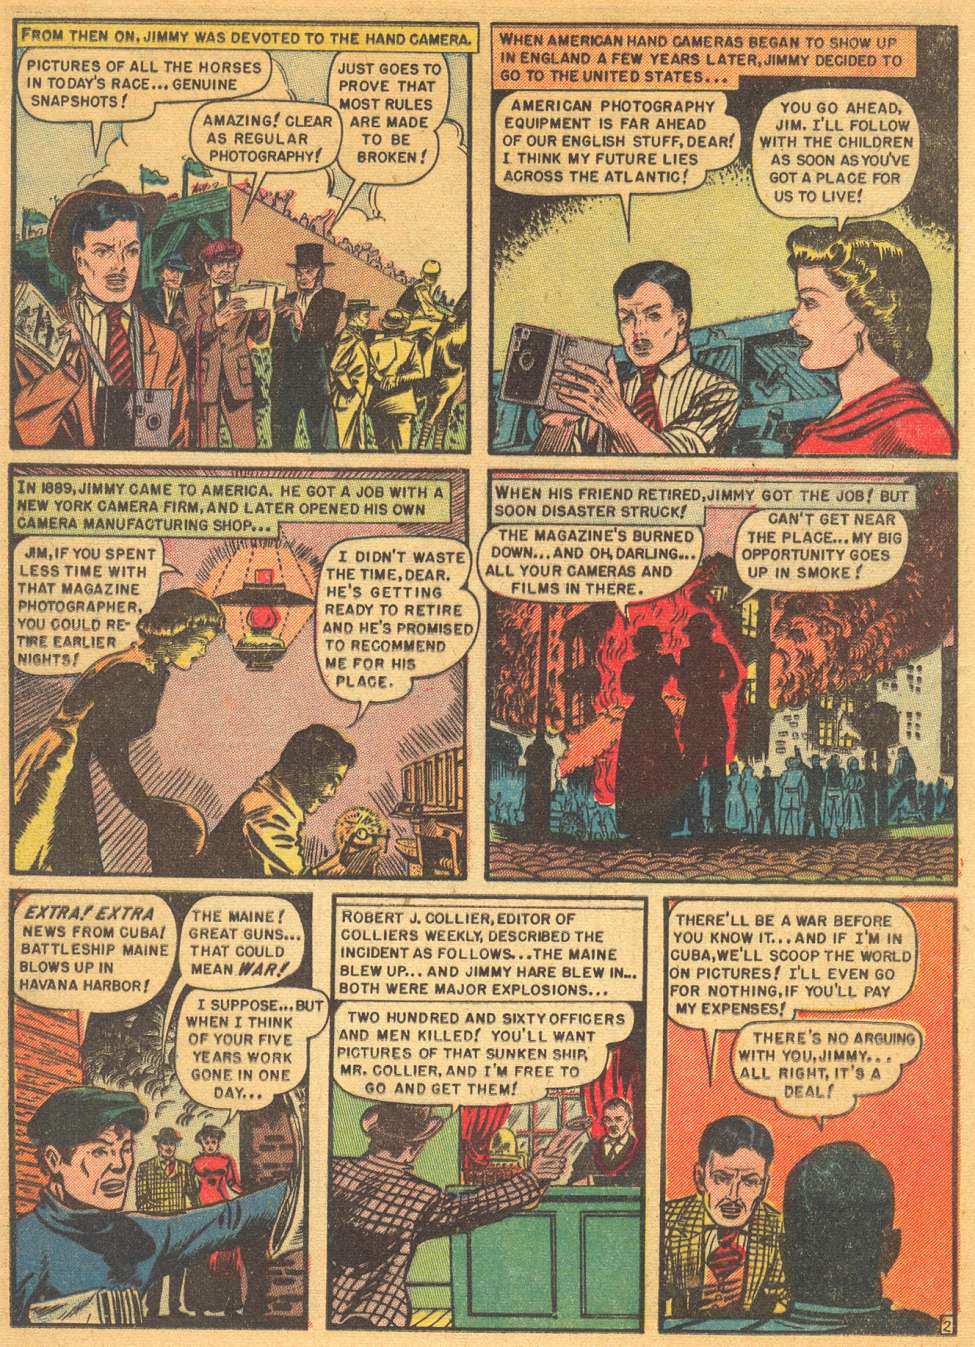 FROM THEN ON, JIMMY WAS DEVOTED TO THE HAND CAMERA.
PICTURES OF ALL THE HORSES
IN TODAY'S RACE... GENUINE
SNAPSHOTS!
AMAZING! CLEAR
AS REGULAR
PHOTOGRAPHY!
JUST GOES TO
PROVE THAT
MOST RULES
ARE MADE
TO BE
BROKEN!
WHEN AMERICAN HAND CAMERAS BEGAN TO SHOW UP
IN ENGLAND A FEW YEARS LATER, JIMMY DECIDED TO
GO TO THE UNITED STATES...
AMERICAN PHOTOGRAPHY
EQUIPMENT IS FAR AHEAD
OF OUR ENGLISH STUFF, DEAR!
I THINK MY FUTURE LIES
ACROSS THE ATLANTIC!
YOU GO AHEAD,
JIM. I'LL FOLLOW
WITH THE CHILDREN
AS SOON AS YOU'VE
GOT A PLACE FOR
US TO LIVE!
IN 1889, JIMMY CAME TO AMERICA. HE GOT A JOB WITH A
NEW YORK CAMERA FIRM, AND LATER OPENED HIS OWN
CAMERA MANUFACTURING SHOP...
JIM, IF YOU SPENT
LESS TIME WITH
THAT MAGAZINE
PHOTOGRAPHER,
YOU COULD RE-
TIRE EARLIER
NIGHTS!
I DIDN'T WASTE
THE TIME, DEAR.
HE'S GETTING
READY TO RETIRE
AND HE'S PROMISED
TO RECOMMEND
ME FOR HIS
PLACE.
WHEN HIS FRIEND RETIRED, JIMMY GOT THE JOB! BUT
SOON DISASTER STRUCK!
THE MAGAZINE'S BURNED
DOWN... AND OH, DARLING...
ALL YOUR CAMERAS AND
FILMS IN THERE.
CAN'T GET NEAR
THE PLACE... MY BIG
OPPORTUNITY GOES
UP IN SMOKE!
EXTRA! EXTRA
NEWS FROM CUBA!
BATTLESHIP MAINE
BLOWS UP IN
HAVANA HARBOR!
THE MAINE!
GREAT GUNS...
THAT COULD
MEAN WAR!
I SUPPOSE... BUT
WHEN I THINK
OF YOUR FIVE
YEARS WORK
GONE IN ONE
DAY...
ROBERT J. COLLIER, EDITOR OF
COLLIERS WEEKLY, DESCRIBED THE
INCIDENT AS FOLLOWS... THE MAINE
BLEW UP... AND JIMMY HARE BLEW IN...
BOTH WERE MAJOR EXPLOSIONS...
TWO HUNDRED AND SIXTY OFFICERS
AND MEN KILLED! YOU'LL WANT
PICTURES OF THAT SUNKEN SHIP,
MR. COLLIER, AND I'M FREE TO
GO AND GET THEM!
THERE'LL BE A WAR BEFORE
YOU KNOW IT... AND IF I'M IN
CUBA, WE'LL SCOOP THE WORLD
ON PICTURES! I'LL EVEN GO
FOR NOTHING, IF YOU'LL PAY
MY EXPENSES!
THERE'S NO ARGUING
WITH YOU, JIMMY...
ALL RIGHT, IT'S A
DEAL!
2